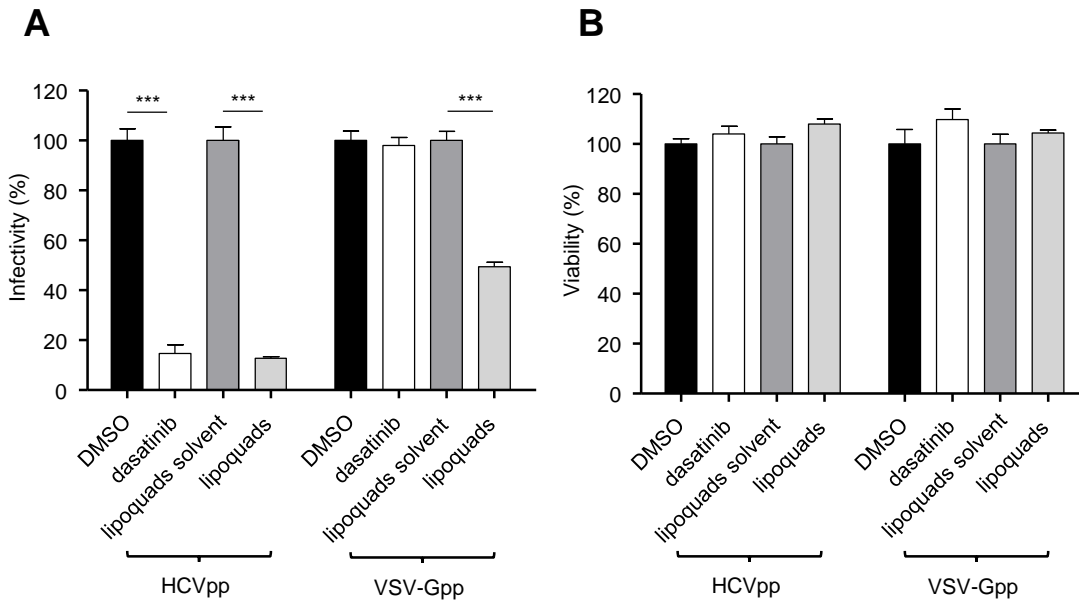 A
B
120
100
80
60
40
20
0
Infectivity (%)
***
***
***
DMSO
dasatinib
lipoquads solvent
lipoquads
DMSO
dasatinib
lipoquads solvent
lipoquads
HCVpp
VSV-Gpp
120
100
80
60
40
20
0
Viability (%)
DMSO
dasatinib
lipoquads solvent
lipoquads
DMSO
dasatinib
lipoquads solvent
lipoquads
HCVpp
VSV-Gpp